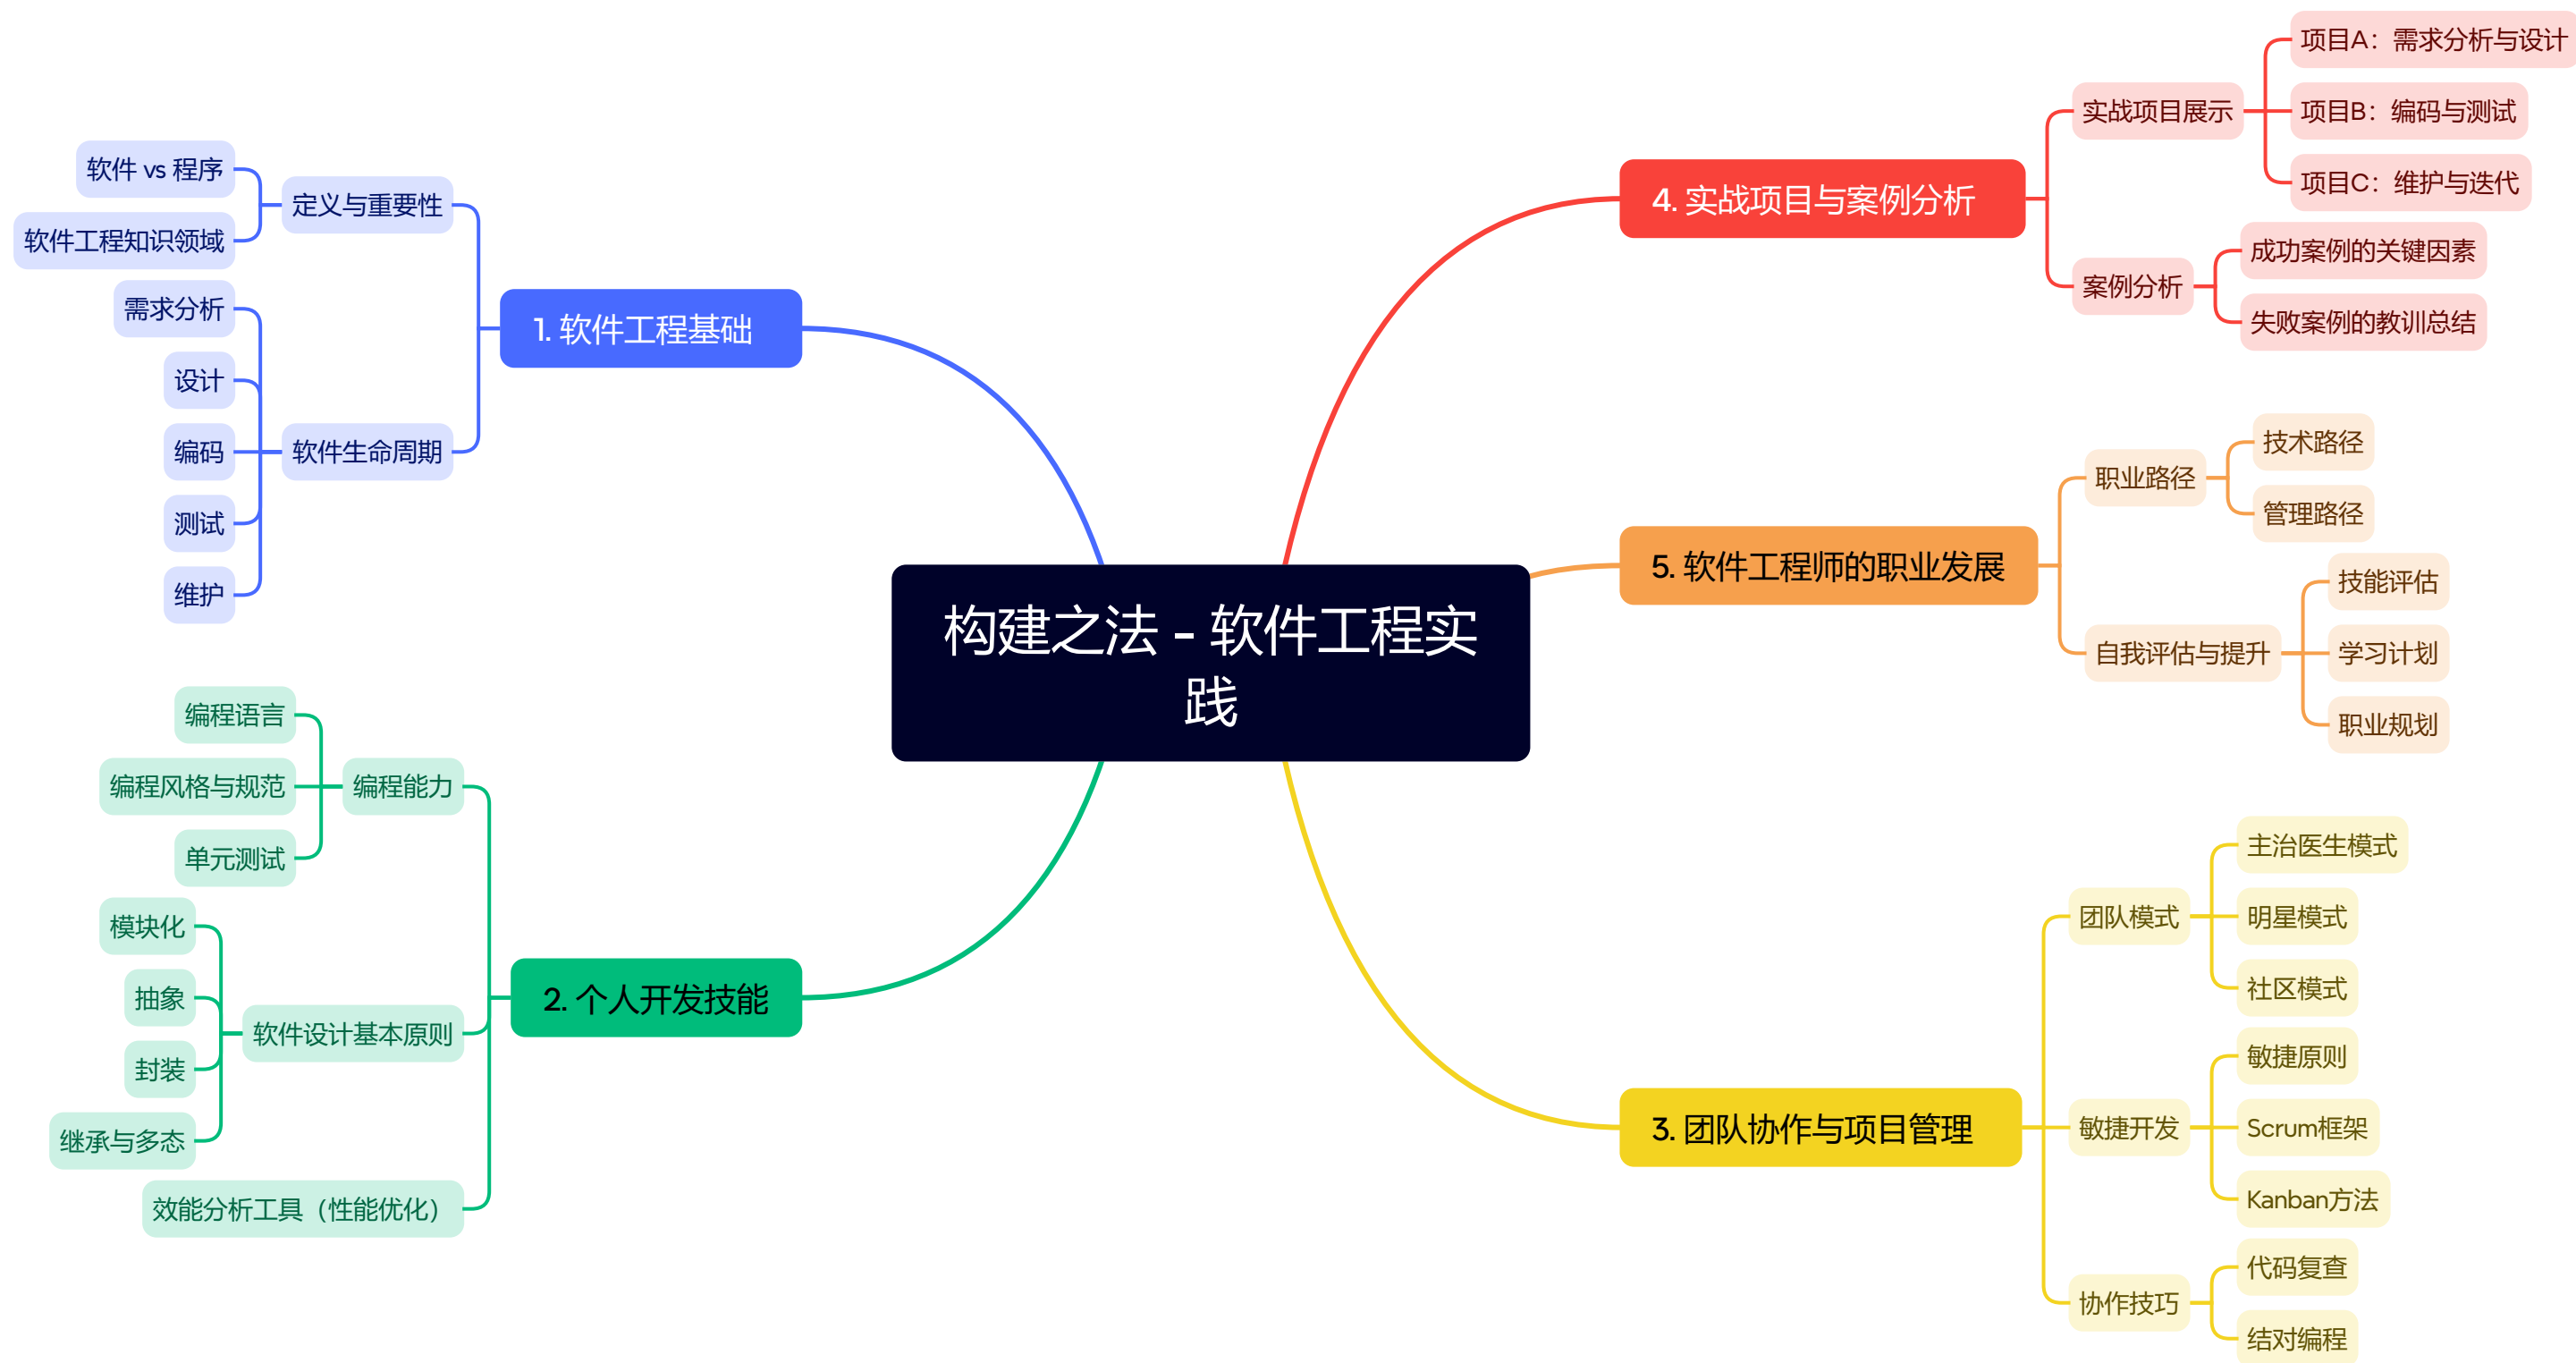 构建之法 - 软件工程实
践
1. 软件工程基础
定义与重要性
软件 vs 程序
软件工程知识领域
软件生命周期
需求分析
设计
编码
测试
维护
2. 个人开发技能
编程能力
编程语言
编程风格与规范
单元测试
软件设计基本原则
模块化
抽象
封装
继承与多态
效能分析工具（性能优化）
3. 团队协作与项目管理
团队模式
主治医生模式
明星模式
社区模式
敏捷开发
敏捷原则
Scrum框架
Kanban方法
协作技巧
代码复查
结对编程
4. 实战项目与案例分析
实战项目展示
项目A：需求分析与设计
项目B：编码与测试
项目C：维护与迭代
案例分析
成功案例的关键因素
失败案例的教训总结
5. 软件工程师的职业发展
职业路径
技术路径
管理路径
自我评估与提升
技能评估
学习计划
职业规划